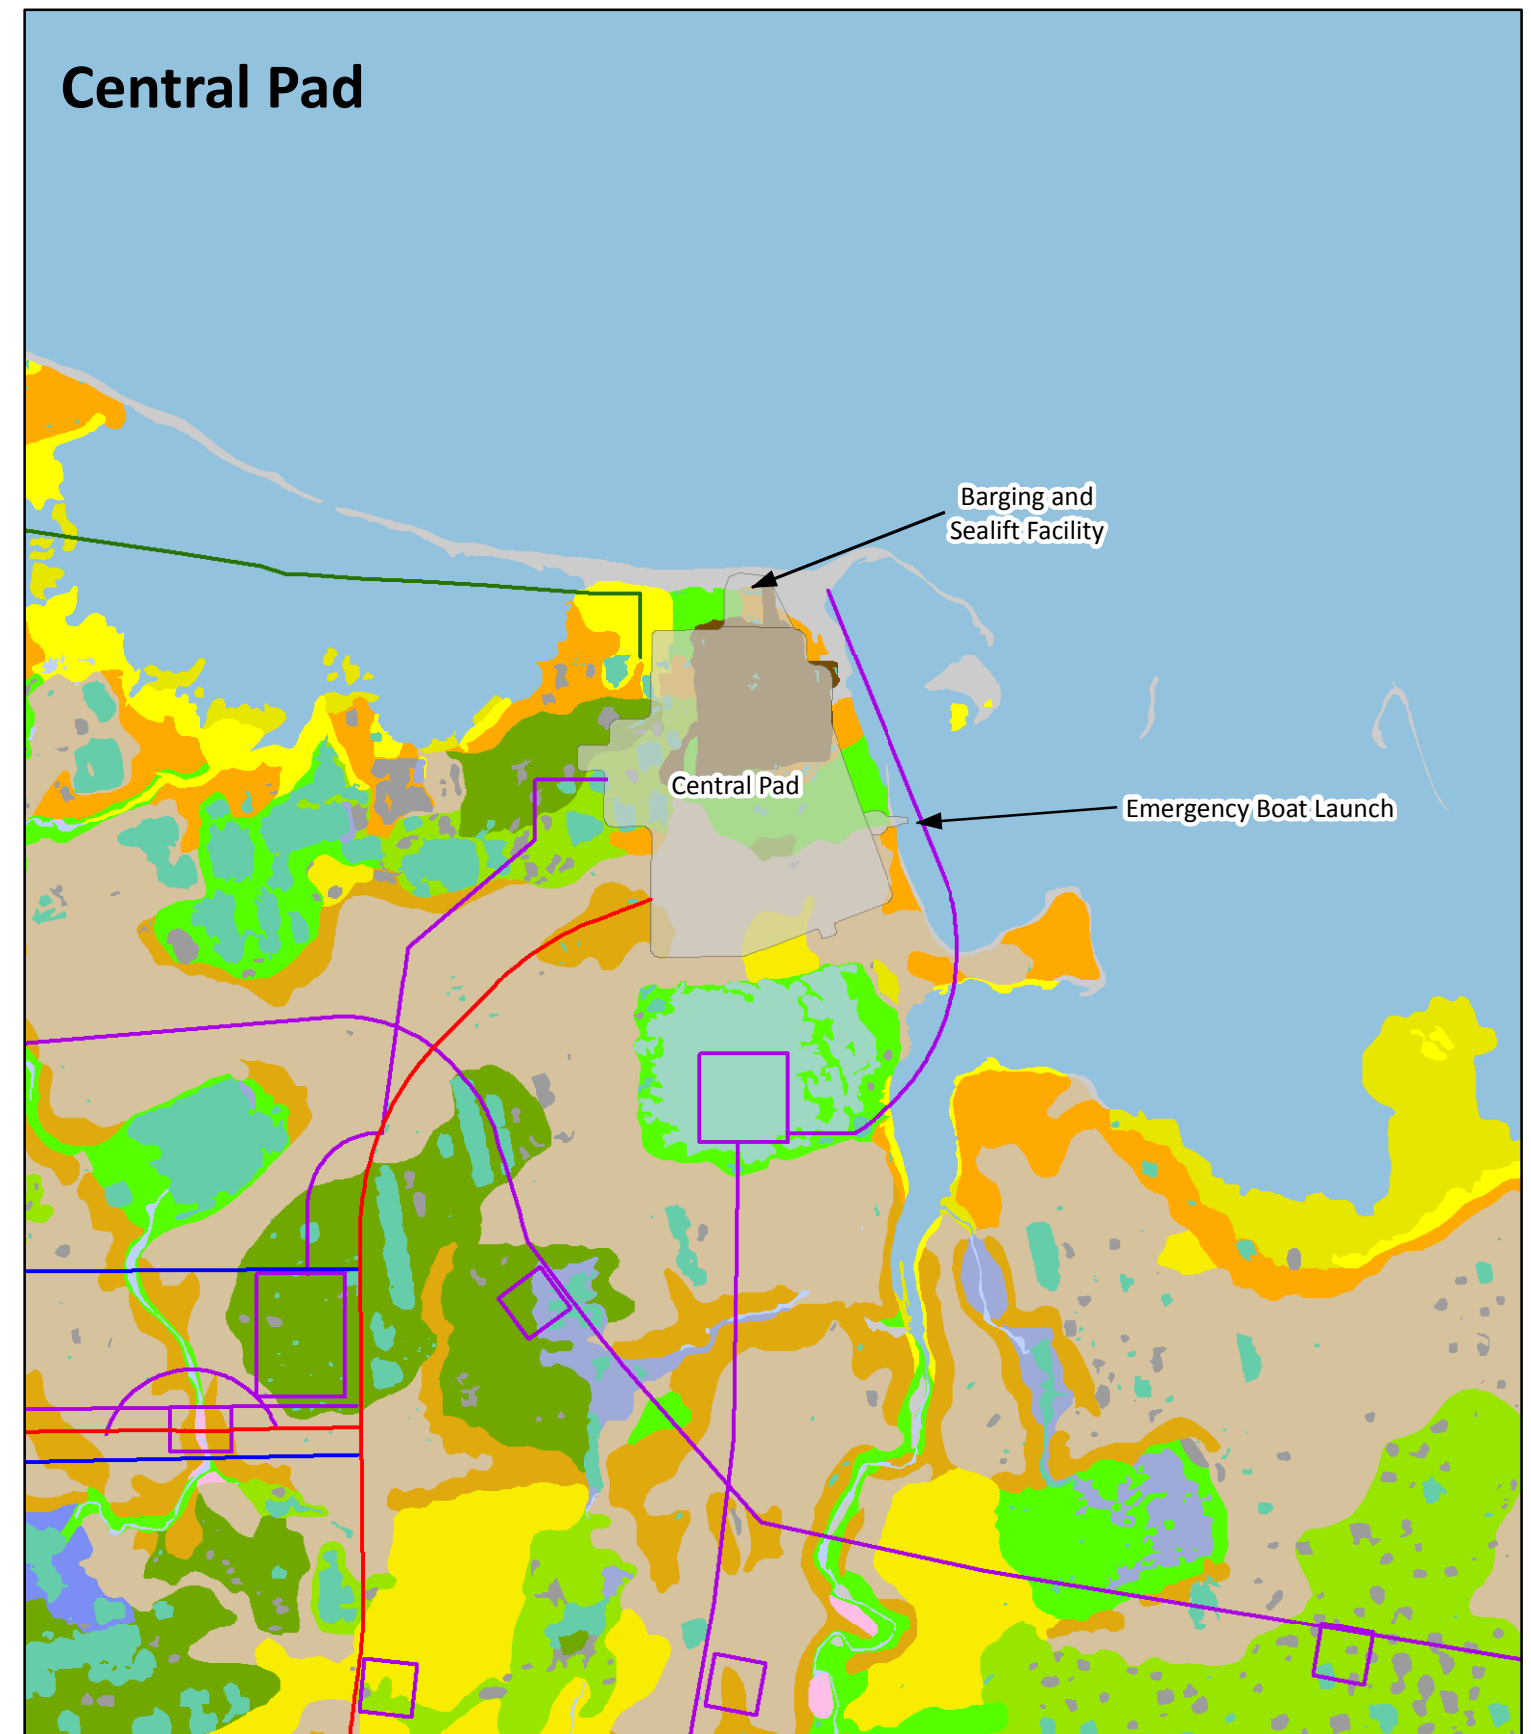 Central Pad
Barging and
Sealift Facility
Central Pad
Emergency Boat Launch